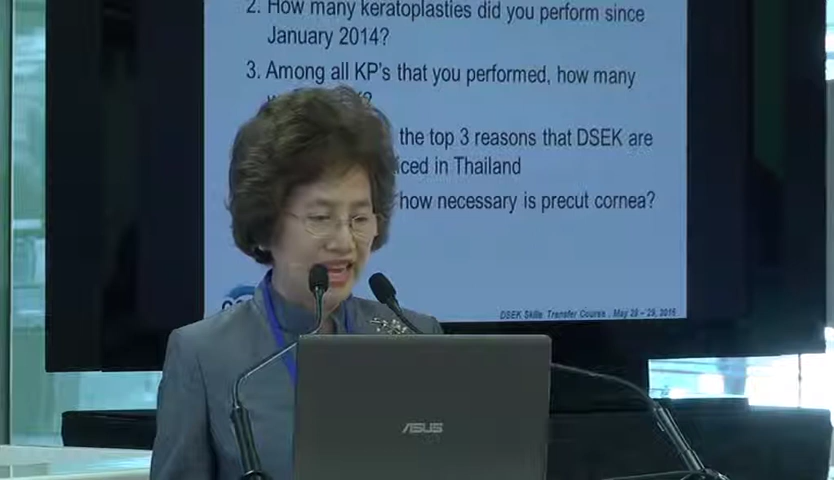 2. How many keratoplasties did you perform since
January 2014?
3. Among all KP's that you performed, how many
the top 3 reasons that DSEK are
in Thailand
how necessary is precut cornea?
DSEK Skills Transfer Course, May 28 – 29, 2016
ASUS